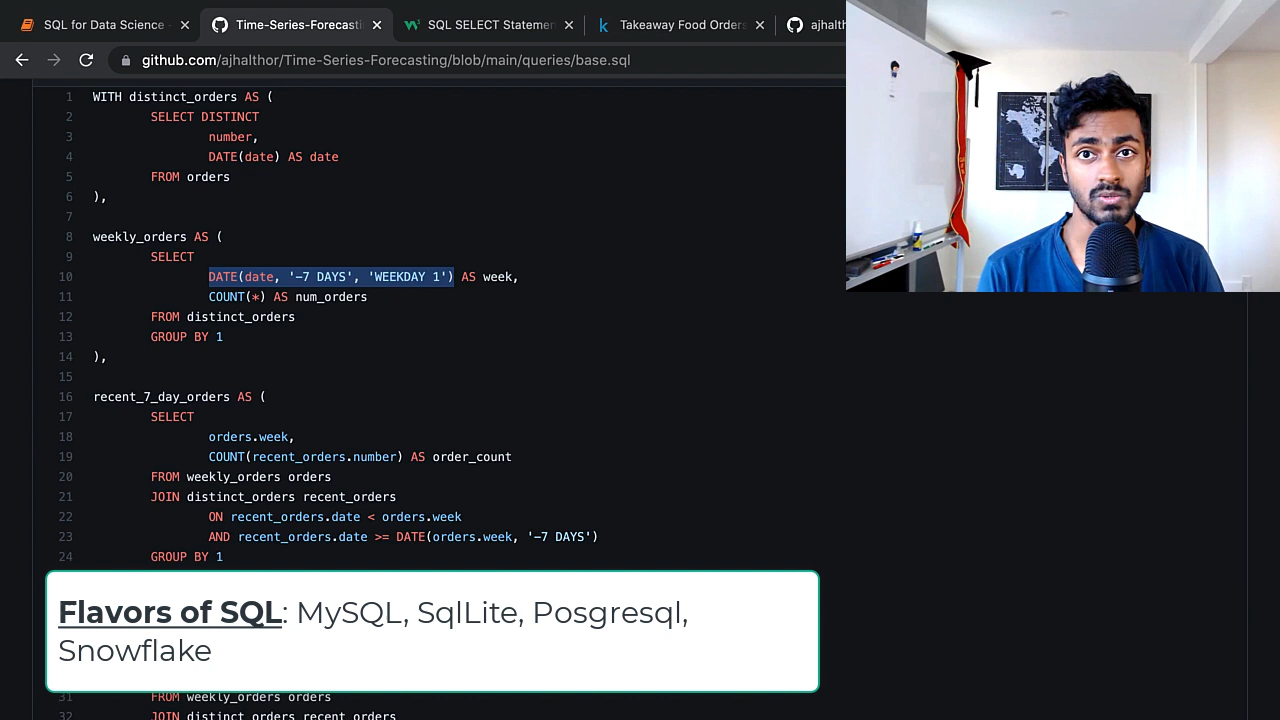 SQL for Data Science
Time-Series-Forecasti
SQL SELECT Statemen
Takeaway Food Orders
ajhalth
github.com/ajhalthor/Time-Series-Forecasting/blob/main/queries/base.sql
1 WITH distinct_orders AS (
2 SELECT DISTINCT
3 number,
4 DATE(date) AS date
5 FROM orders
6 ),
7
8 weekly_orders AS (
9 SELECT
10 DATE(date, '-7 DAYS', 'WEEKDAY 1') AS week,
11 COUNT(*) AS num_orders
12 FROM distinct_orders
13 GROUP BY 1
14 ),
15
16 recent_7_day_orders AS (
17 SELECT
18 orders.week,
19 COUNT(recent_orders.number) AS order_count
20 FROM weekly_orders orders
21 JOIN distinct_orders recent_orders
22 ON recent_orders.date < orders.week
23 AND recent_orders.date >= DATE(orders.week, '-7 DAYS')
24 GROUP BY 1
Flavors of SQL: MySQL, SqlLite, Posgresql,
Snowflake
31 FROM weekly_orders orders
32 JOIN distinct_orders recent_orders